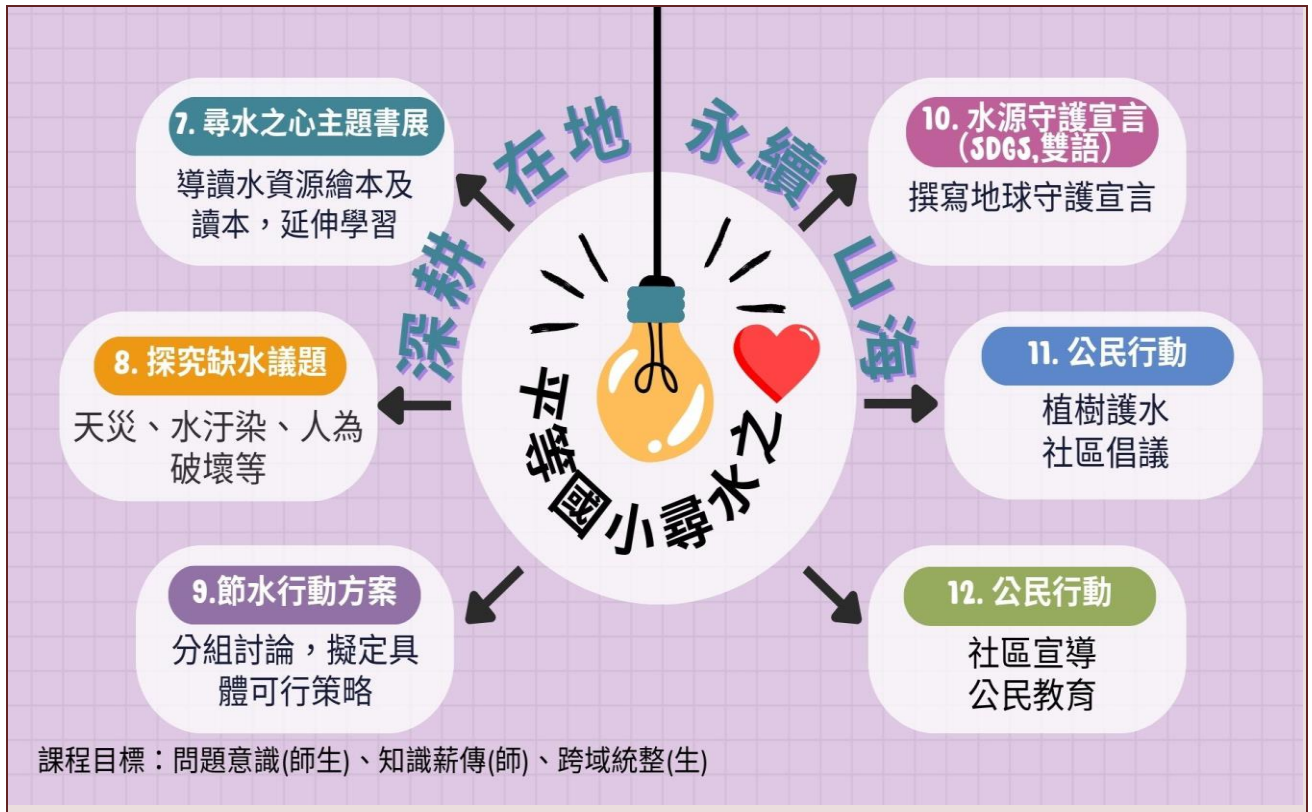 深耕在地 永續山海
平等國小尋水之
7. 尋水之心主題書展
導讀水資源繪本及
讀本，延伸學習
8. 探究缺水議題
天災、水汙染、人為
破壞等
9.節水行動方案
分組討論，擬定具
體可行策略
10. 水源守護宣言
(SDGS,雙語)
撰寫地球守護宣言
11. 公民行動
植樹護水
社區倡議
12. 公民行動
社區宣導
公民教育
課程目標：問題意識(師生)、知識薪傳(師)、跨域統整(生)